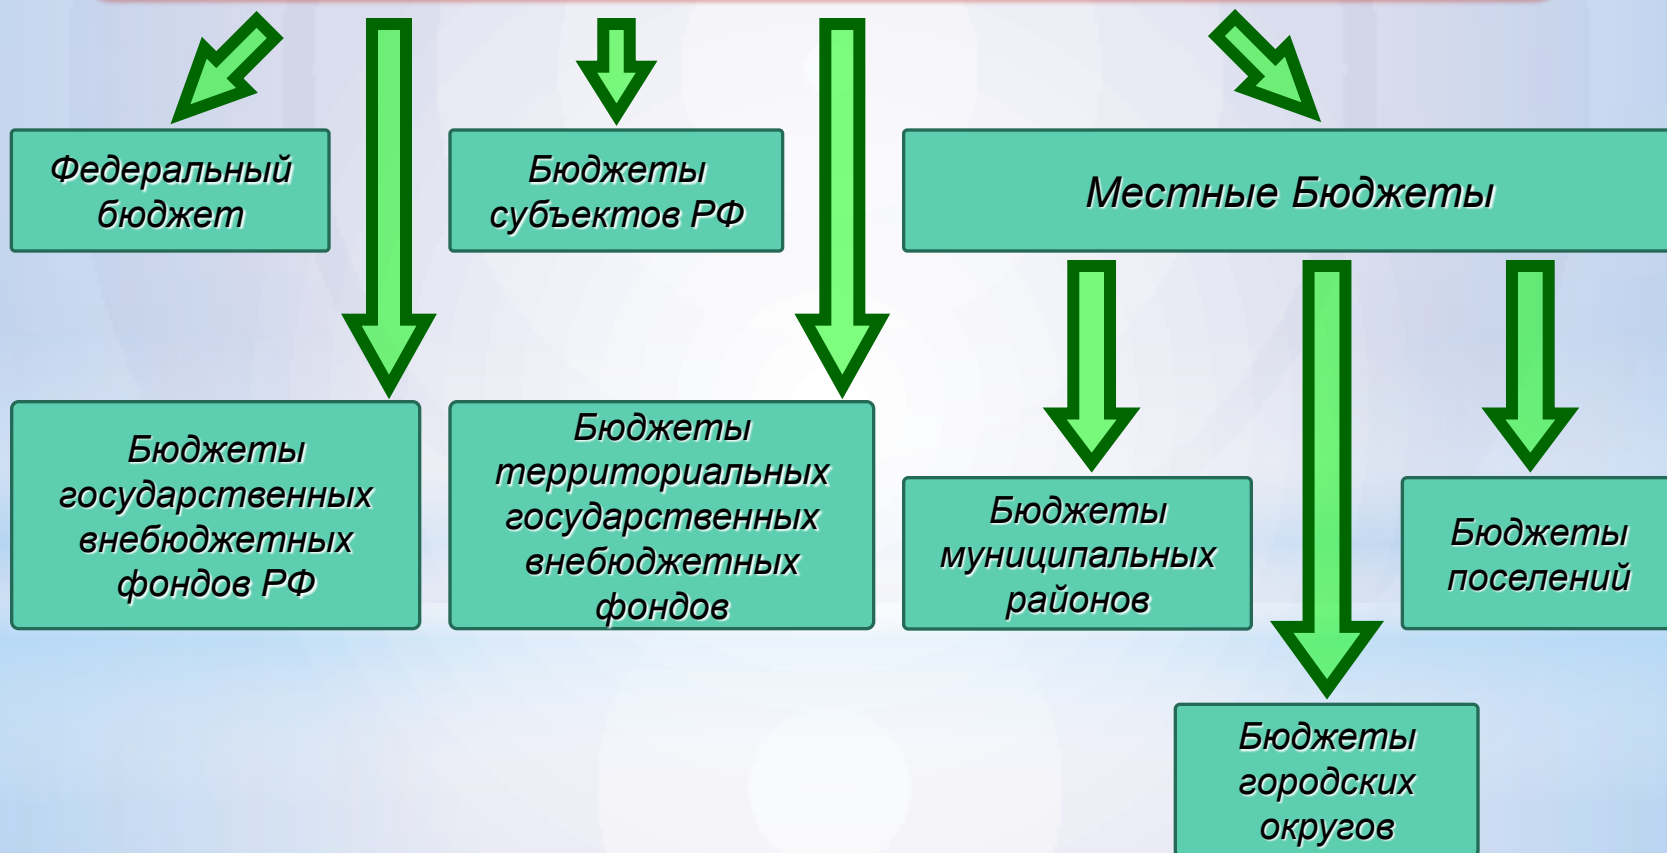 Федеральный
бюджет
Бюджеты
субъектов РФ
Местные Бюджеты
Бюджеты
государственных
внебюджетных
фондов РФ
Бюджеты
территориальных
государственных
внебюджетных
фондов
Бюджеты
муниципальных
районов
Бюджеты
поселений
Бюджеты
городских
округов